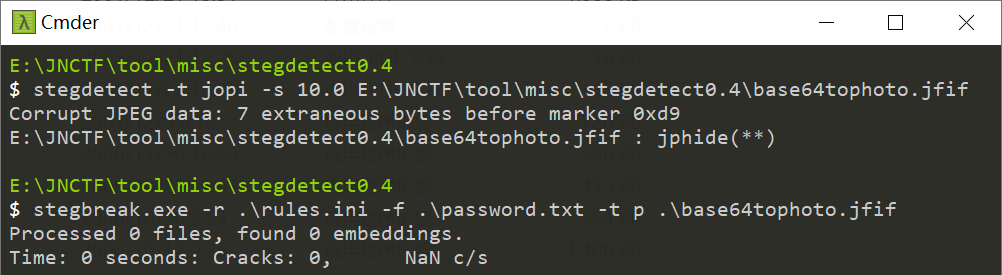 Cmder
E:\JNCTF\tool\misc\stegdetect0.4
$ stegdetect -t jopi -s 10.0 E:\JNCTF\tool\misc\stegdetect0.4\base64tophoto.jfif
Corrupt JPEG data: 7 extraneous bytes before marker 0xd9
E:\JNCTF\tool\misc\stegdetect0.4\base64tophoto.jfif : jphide(**)
E:\JNCTF\tool\misc\stegdetect0.4
$ stegbreak.exe -r .\rules.ini -f .\password.txt -t p .\base64tophoto.jfif
Processed 0 files, found 0 embeddings.
Time: 0 seconds: Cracks: 0,      NaN c/s